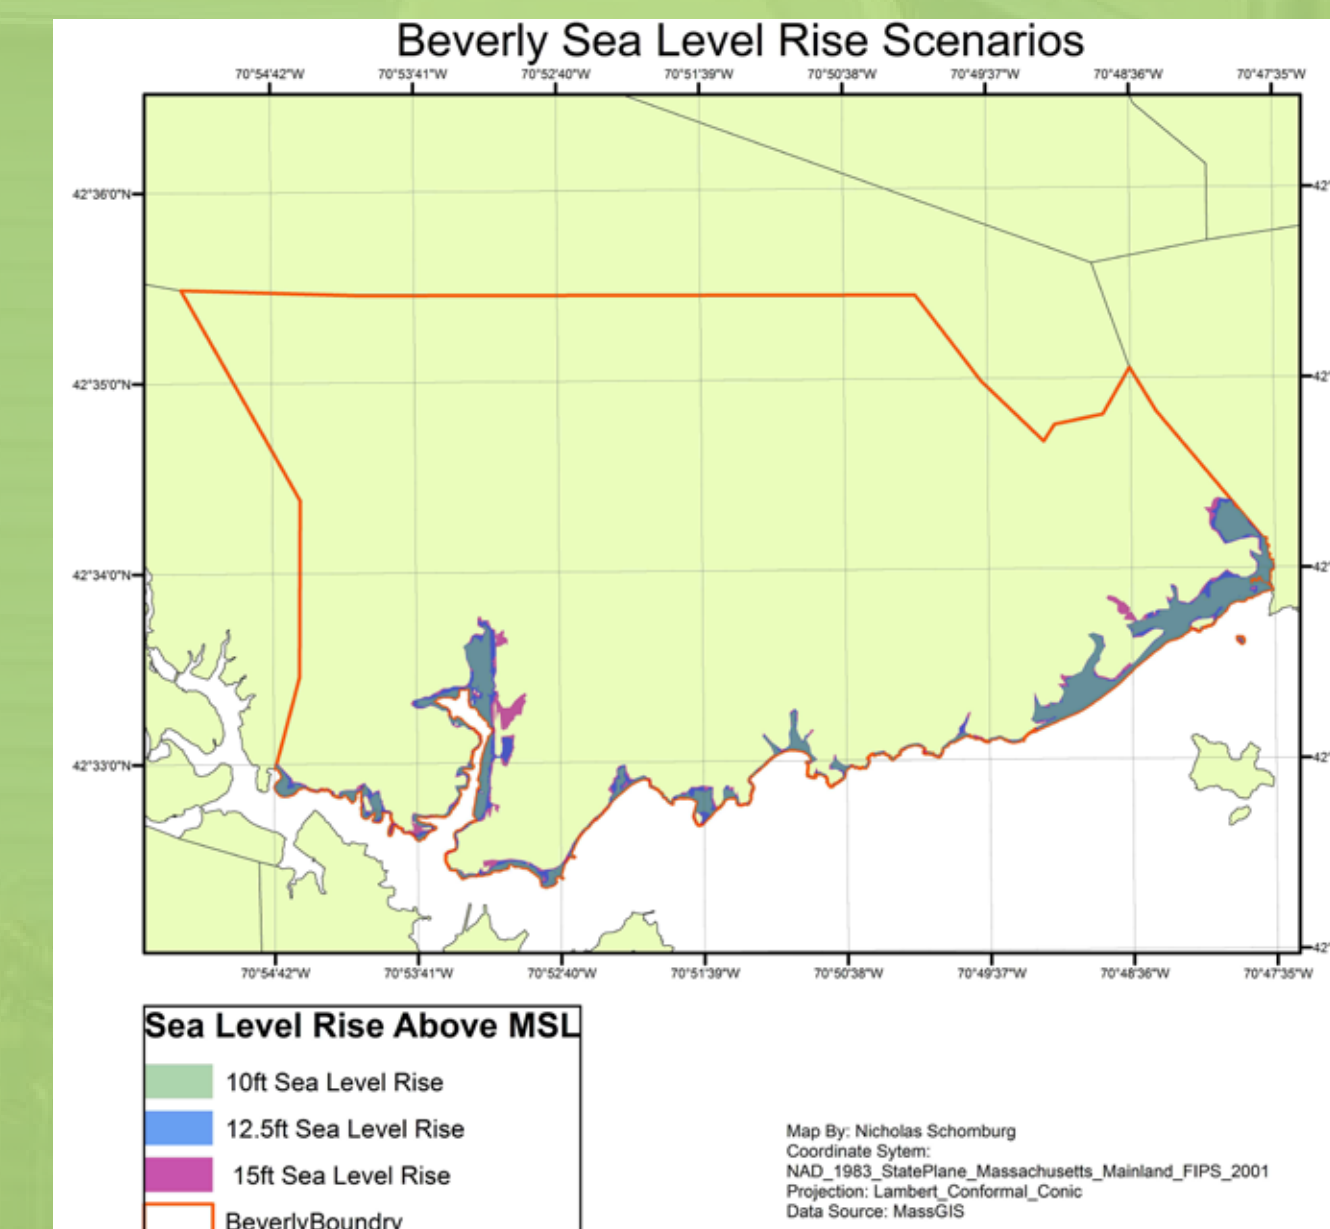 Beverly Sea Level Rise Scenarios
70°54'42"W 70°53'41"W 70°52'40"W 70°51'39"W 70°50'38"W 70°49'37"W 70°48'36"W 70°47'35"W
42°36'0"N 42°
42°35'0"N 42°
42°34'0"N 42°
42°33'0"N 42°
42°
70°54'42"W 70°53'41"W 70°52'40"W 70°51'39"W 70°50'38"W 70°49'37"W 70°48'36"W 70°47'35"W
Sea Level Rise Above MSL
10ft Sea Level Rise
12.5ft Sea Level Rise
15ft Sea Level Rise
BeverlyBoundry
Map By: Nicholas Schomburg
Coordinate Sytem:
NAD_1983_StatePlane_Massachusetts_Mainland_FIPS_2001
Projection: Lambert_Conformal_Conic
Data Source: MassGIS